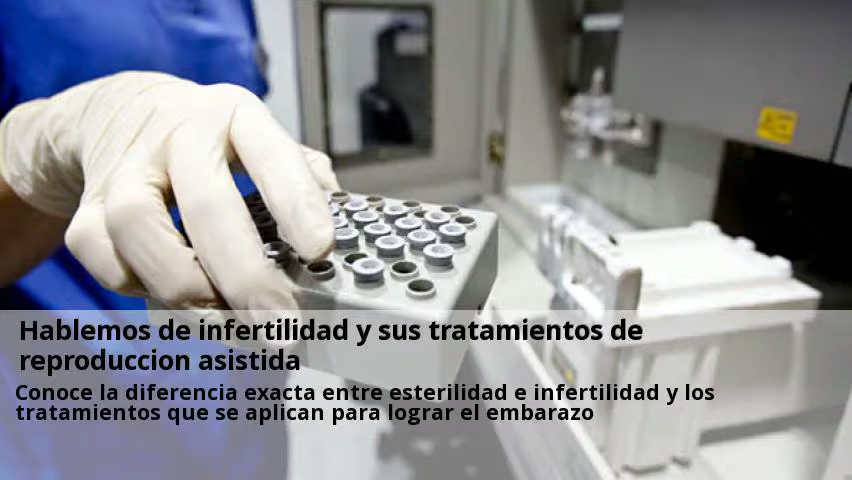 Hablemos de infertilidad y sus tratamientos de
reproduccion asistida
Conoce la diferencia exacta entre esterilidad e infertilidad y los
tratamientos que se aplican para lograr el embarazo